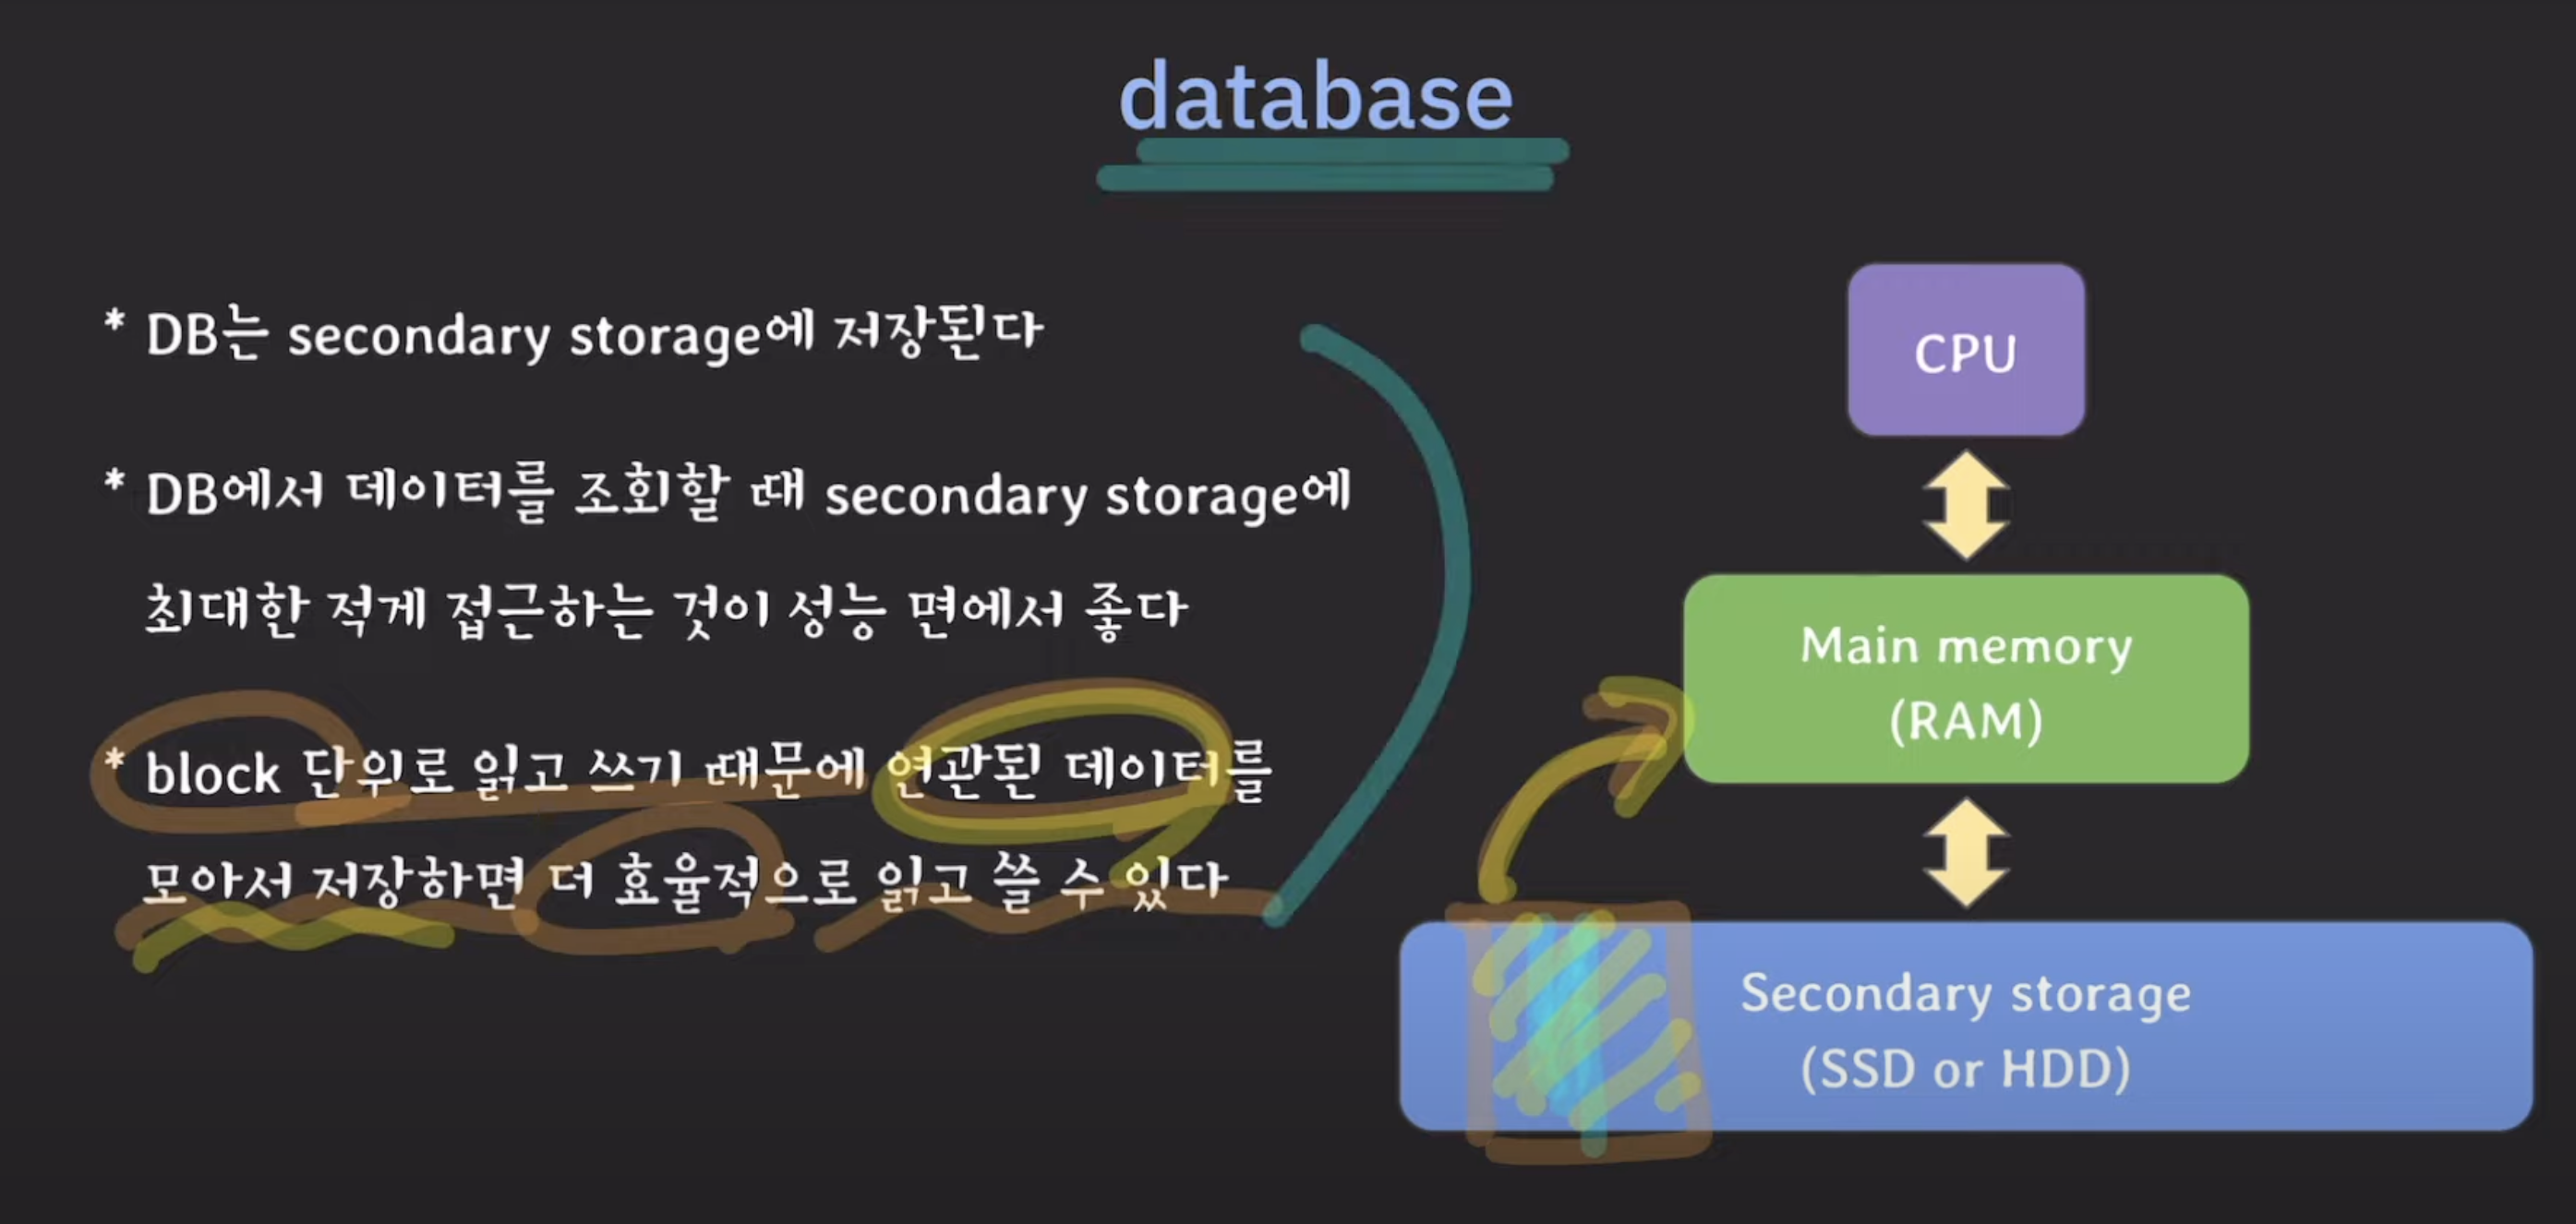 database
* DB는 secondary storage에 저장된다
* DB에서 데이터를 조회할 때 secondary storage에
최대한 적게 접근하는 것이 성능 면에서 좋다
* block 단위로 읽고 쓰기 때문에 연관된 데이터를
모아서 저장하면 더 효율적으로 읽고 쓸 수 있다
CPU
Main memory
(RAM)
Secondary storage
(SSD or HDD)